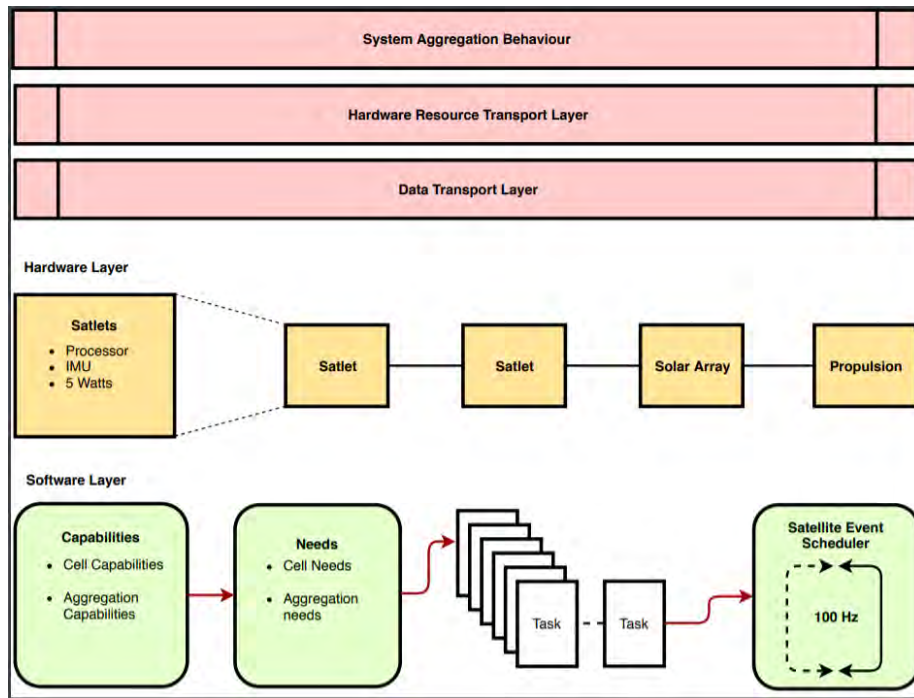 System Aggregation Behaviour
Hardware Resource Transport Layer
Data Transport Layer
Hardware Layer
Satlets
• Processor
• IMU
• 5 Watts
Satlet
Satlet
Solar Array
Propulsion
Software Layer
Capabilities
• Cell Capabilities
• Aggregation
Capabilities
Needs
• Cell Needs
• Aggregation
needs
Task
Task
Satellite Event
Scheduler
100 Hz